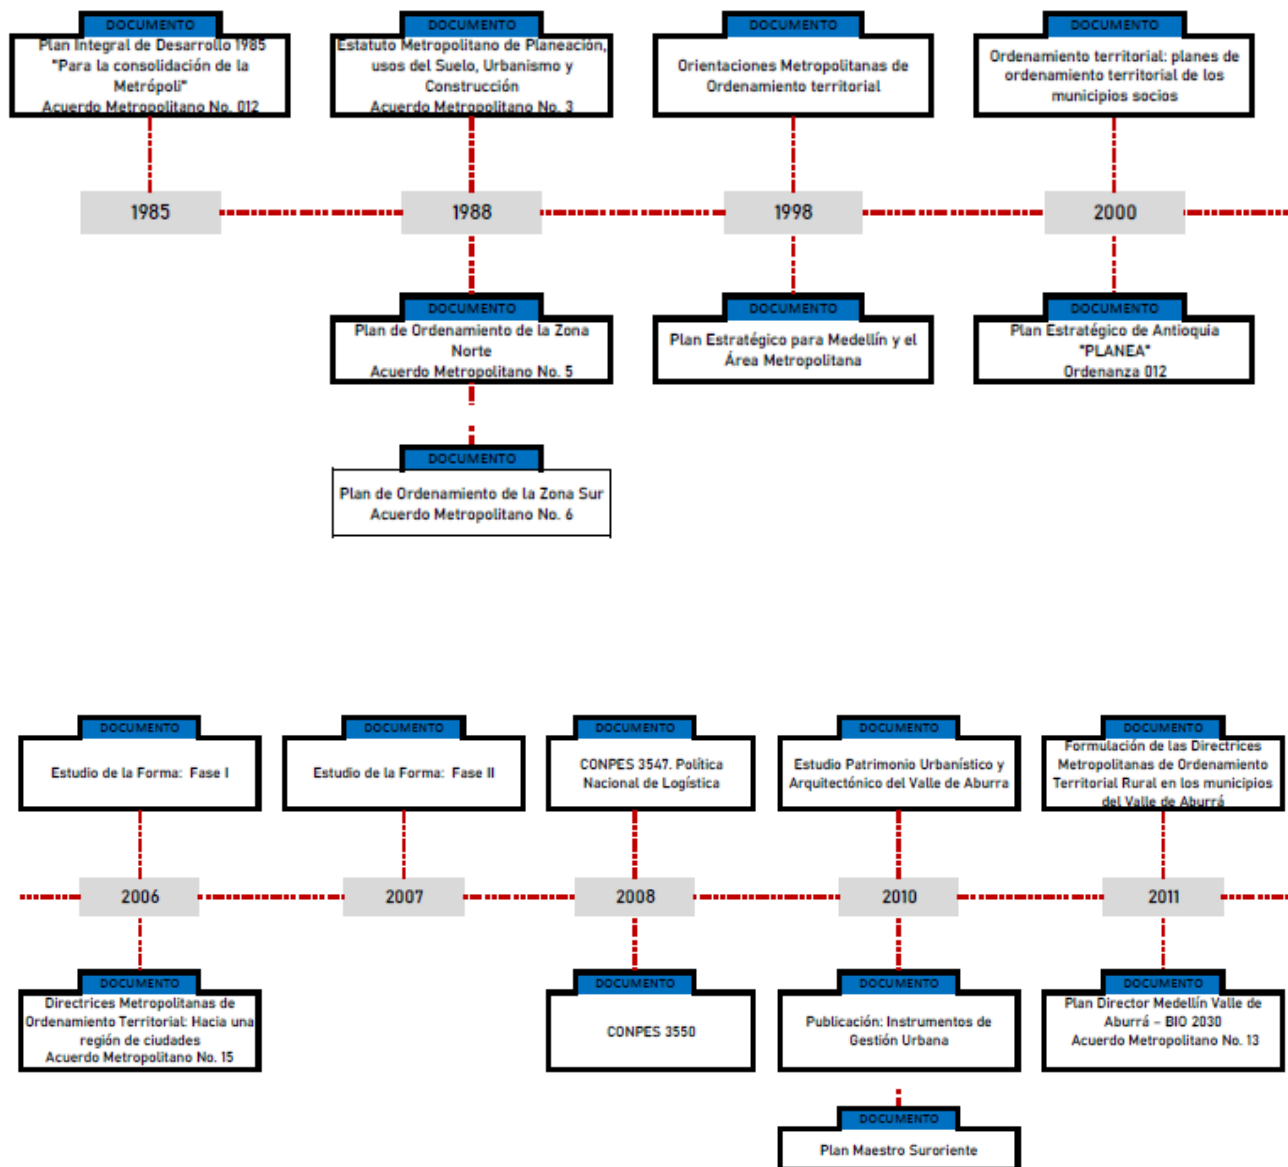 DOCUMENTO
Plan Integral de Desarrollo 1985
"Para la consolidación de la
Metrópoli"
Acuerdo Metropolitano No. 012
DOCUMENTO
Estatuto Metropolitano de Planeación,
usos del Suelo, Urbanismo y
Construcción
Acuerdo Metropolitano No. 3
DOCUMENTO
Orientaciones Metropolitanas de
Ordenamiento territorial
DOCUMENTO
Ordenamiento territorial: planes de
ordenamiento territorial de los
municipios socios
1985
1988
1998
2000
DOCUMENTO
Plan de Ordenamiento de la Zona
Norte
Acuerdo Metropolitano No. 5
DOCUMENTO
Plan Estratégico para Medellín y el
Área Metropolitana
DOCUMENTO
Plan Estratégico de Antioquia
"PLANEA"
Ordenanza 012
DOCUMENTO
Plan de Ordenamiento de la Zona Sur
Acuerdo Metropolitano No. 6
DOCUMENTO
Estudio de la Forma: Fase I
DOCUMENTO
Estudio de la Forma: Fase II
DOCUMENTO
CONPES 3547. Política
Nacional de Logística
DOCUMENTO
Estudio Patrimonio Urbanístico y
Arquitectónico del Valle de Aburra
DOCUMENTO
Formulación de las Directrices
Metropolitanas de Ordenamiento
Territorial Rural en los municipios
del Valle de Aburrá
2006
2007
2008
2010
2011
DOCUMENTO
Directrices Metropolitanas de
Ordenamiento Territorial: Hacia una
región de ciudades
Acuerdo Metropolitano No. 15
DOCUMENTO
CONPES 3550
DOCUMENTO
Publicación: Instrumentos de
Gestión Urbana
DOCUMENTO
Plan Director Medellín Valle de
Aburrá – BIO 2030
Acuerdo Metropolitano No. 13
DOCUMENTO
Plan Maestro Suroriente